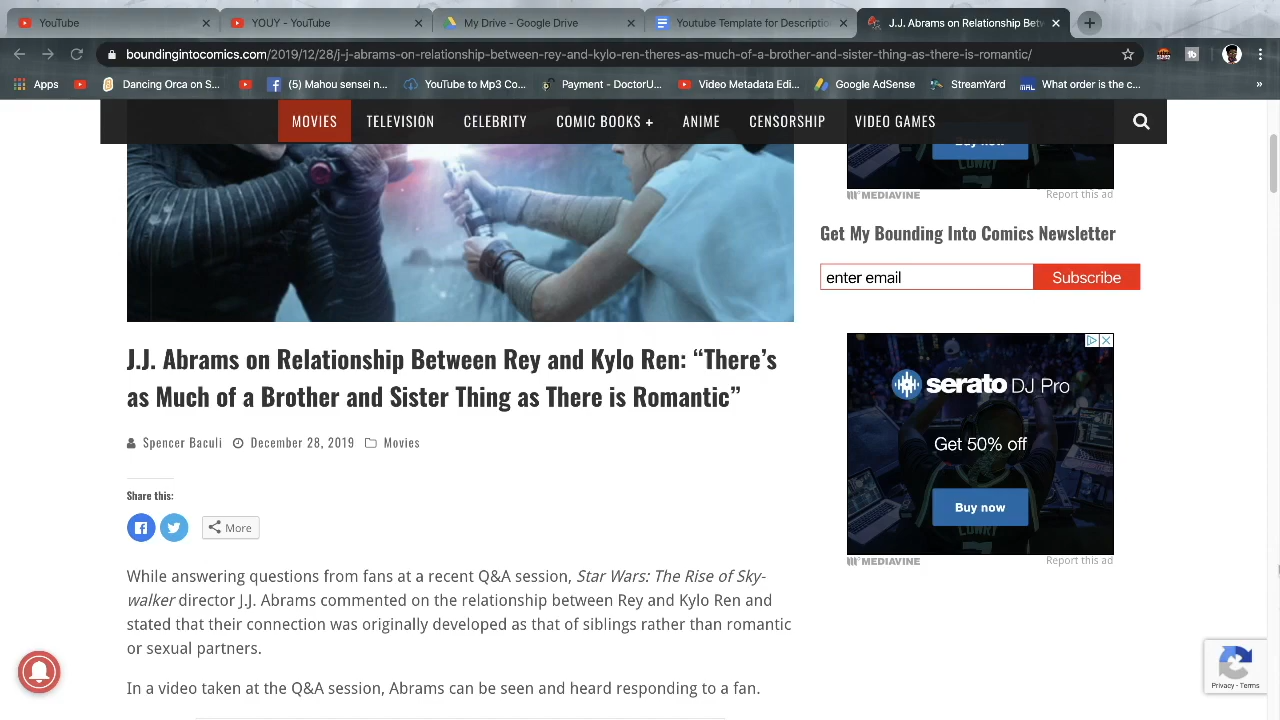 YouTube
YOUY - YouTube
My Drive - Google Drive
Youtube Template for Descriptio
J.J. Abrams on Relationship Betw
boundingintocomics.com/2019/12/28/j-j-abrams-on-relationship-between-rey-and-kylo-ren-theres-as-much-of-a-brother-and-sister-thing-as-there-is-romantic/
Apps
Dancing Orca on S...
(5) Mahou sensei n...
YouTube to Mp3 Co...
Payment - DoctorU...
Video Metadata Edi...
Google AdSense
StreamYard
What order is the c...
»
MOVIES
TELEVISION
CELEBRITY
COMIC BOOKS +
ANIME
CENSORSHIP
VIDEO GAMES
Buy now
MEDIAVINE
Report this ad
Get My Bounding Into Comics Newsletter
enter email
Subscribe
J.J. Abrams on Relationship Between Rey and Kylo Ren: “There’s
as Much of a Brother and Sister Thing as There is Romantic”
Spencer Baculi
December 28, 2019
Movies
Share this:
More
While answering questions from fans at a recent Q&A session, Star Wars: The Rise of Sky-
walker director J.J. Abrams commented on the relationship between Rey and Kylo Ren and
stated that their connection was originally developed as that of siblings rather than romantic
or sexual partners.
In a video taken at the Q&A session, Abrams can be seen and heard responding to a fan.
serato DJ Pro
Get 50% off
Buy now
MEDIAVINE
Report this ad
Privacy - Terms